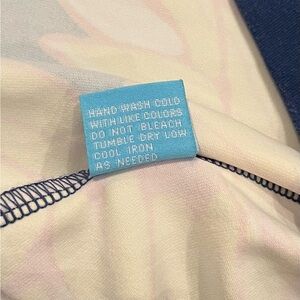 HAND WASH COLD
WITH LIKE COLORS
DO NOT BLEACH
TUMBLE DRY LOW
COOL IRON
AS NEEDED